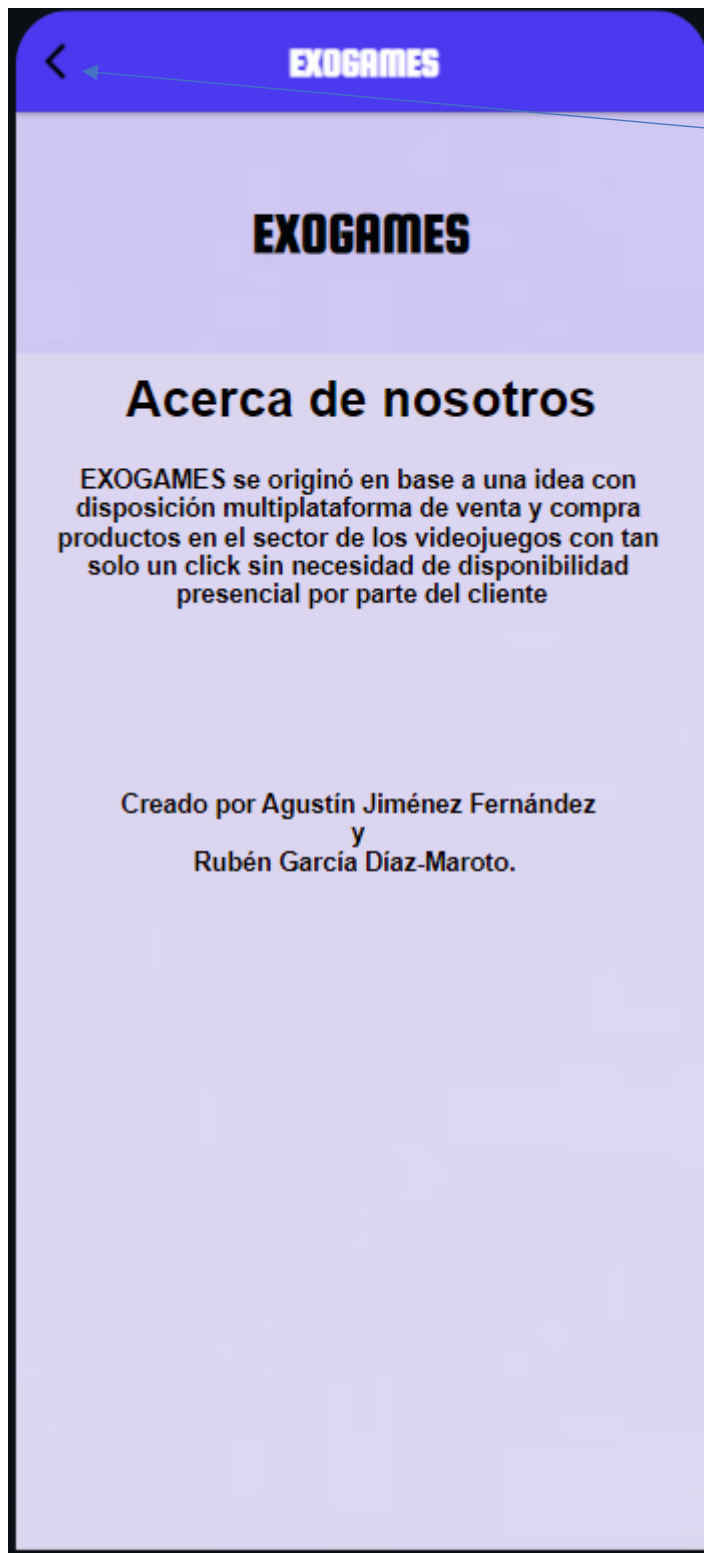 EXOGAMES
EXOGAMES
Acerca de nosotros
EXOGAMES se originó en base a una idea con
disposición multiplataforma de venta y compra
productos en el sector de los videojuegos con tan
solo un click sin necesidad de disponibilidad
presencial por parte del cliente
Creado por Agustín Jiménez Fernández
y
Rubén García Díaz-Maroto.